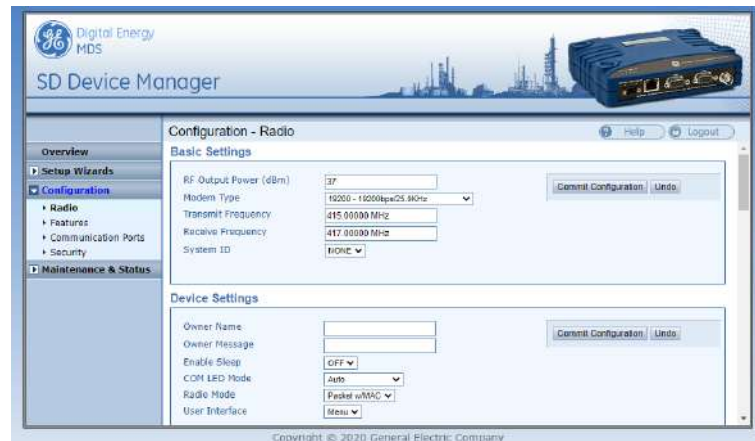 Digital Energy
MDS
SD Device Manager
Configuration - Radio
Help
Logout
Overview
Basic Settings
Setup Wizards
Configuration
Radio
Features
Communication Ports
Security
Maintenance & Status
RF Output Power (dBm) 37
Modem Type 19200 - 19200bps/25.0KHz
Transmit Frequency 415.00000 MHz
Receive Frequency 417.00000 MHz
System ID NONE
Commit Configuration Undo
Device Settings
Owner Name
Owner Message
Enable Sleep OFF
COM LED Mode Auto
Radio Mode Packet w/MAC
User Interface Menu
Commit Configuration Undo
Copyright © 2020 General Electric Company